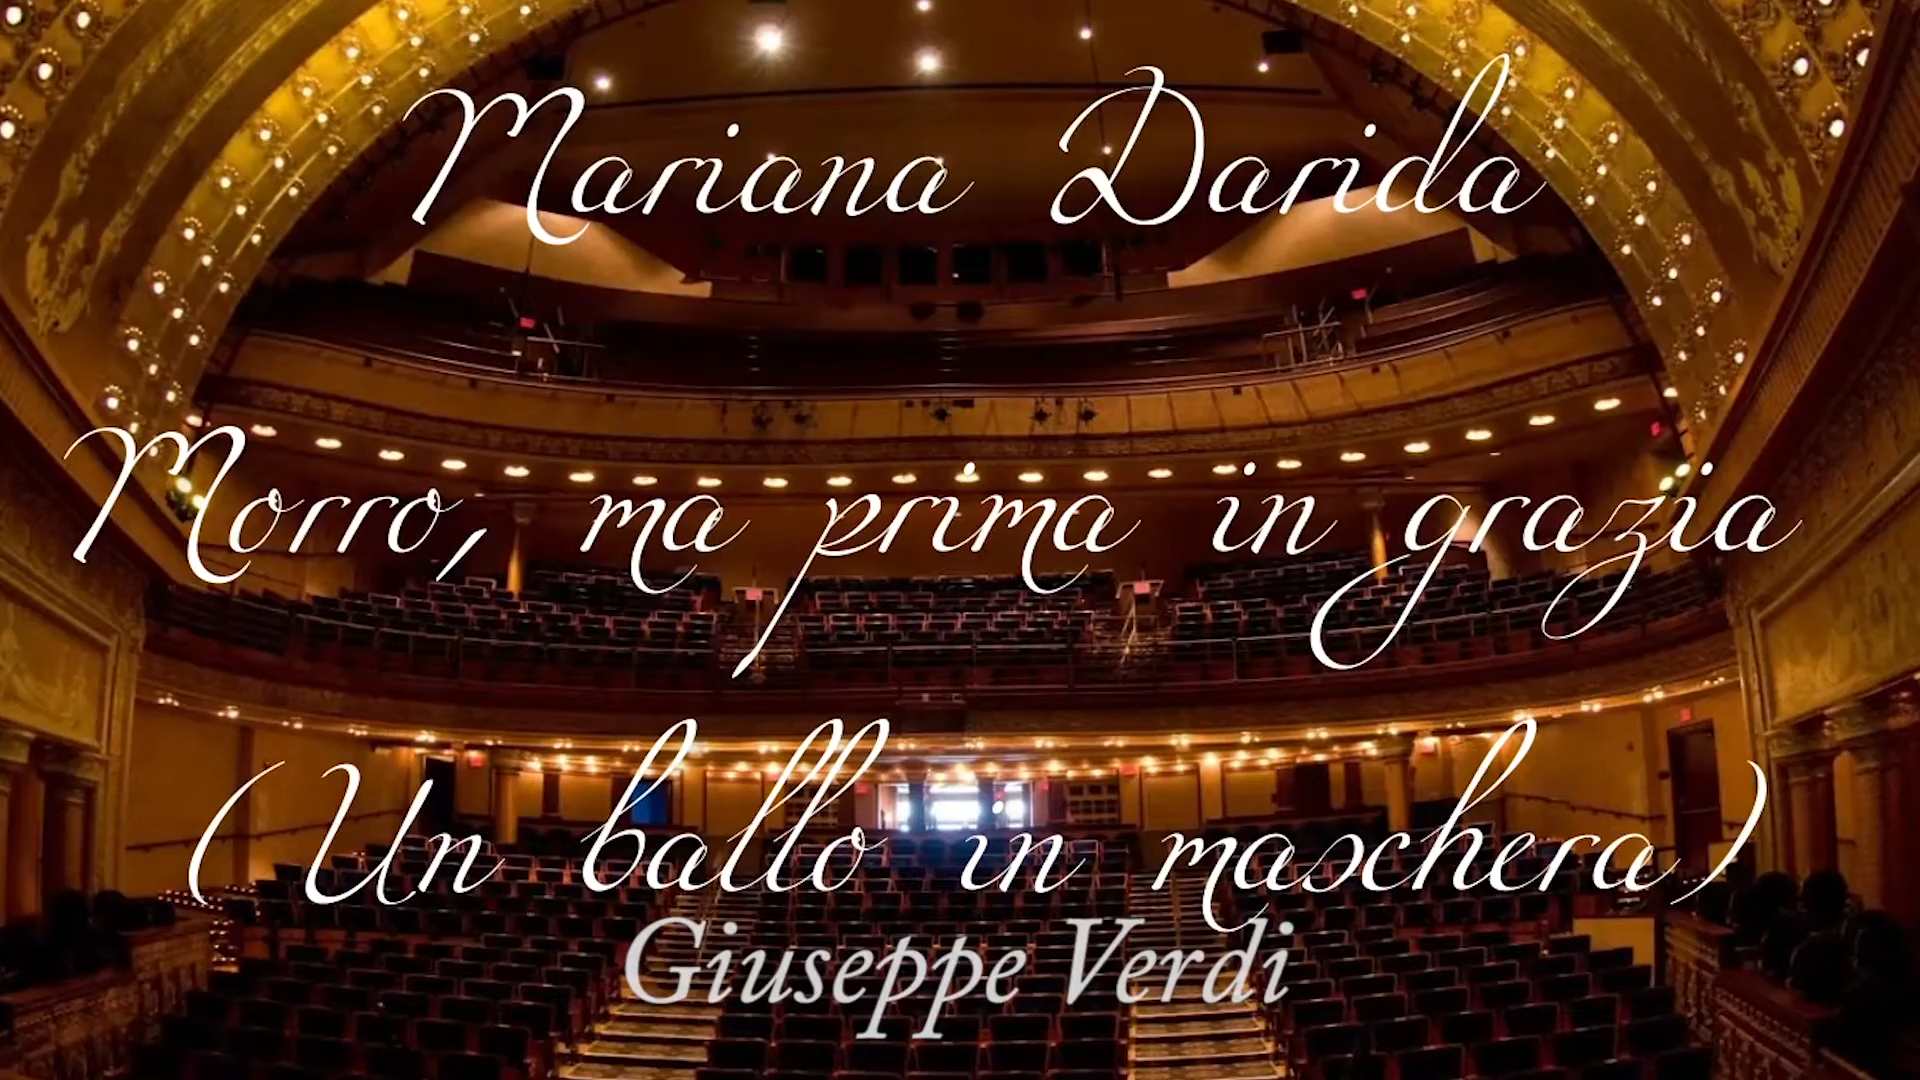 Mariana Darida
Morro, ma prima in grazia
(Un ballo in maschera)
Giuseppe Verdi